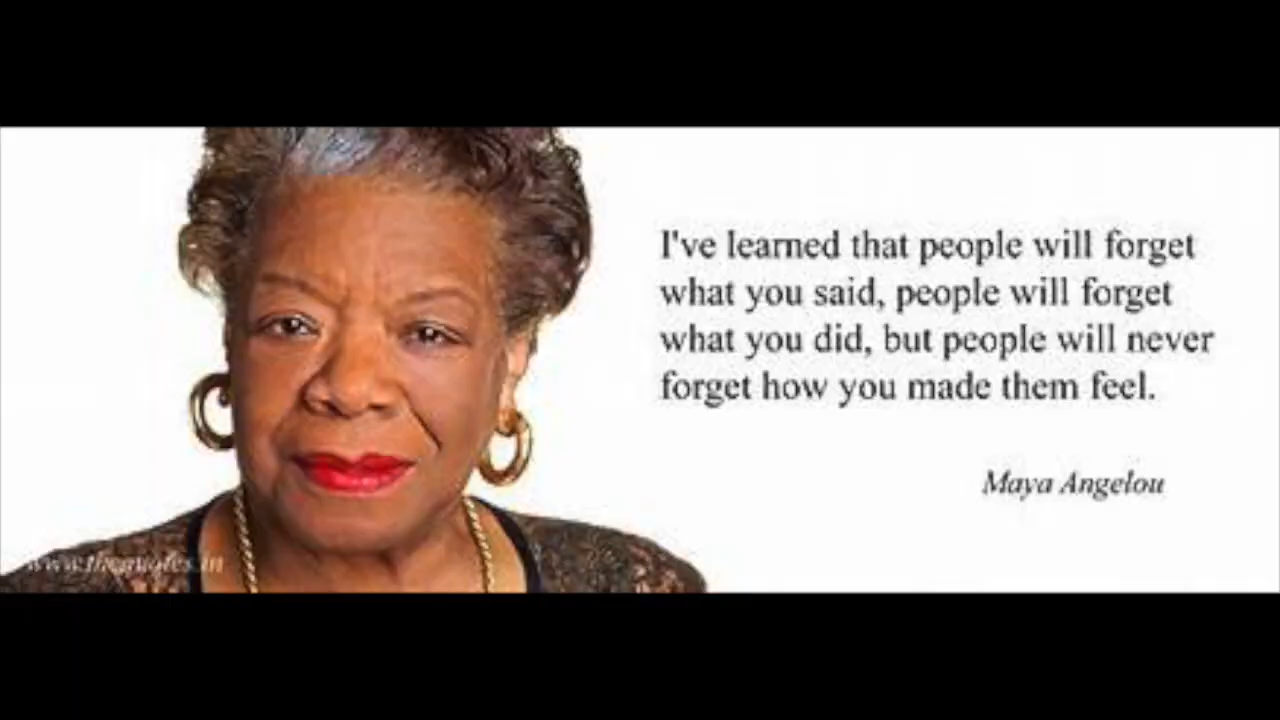 I've learned that people will forget
what you said, people will forget
what you did, but people will never
forget how you made them feel.
Maya Angelou